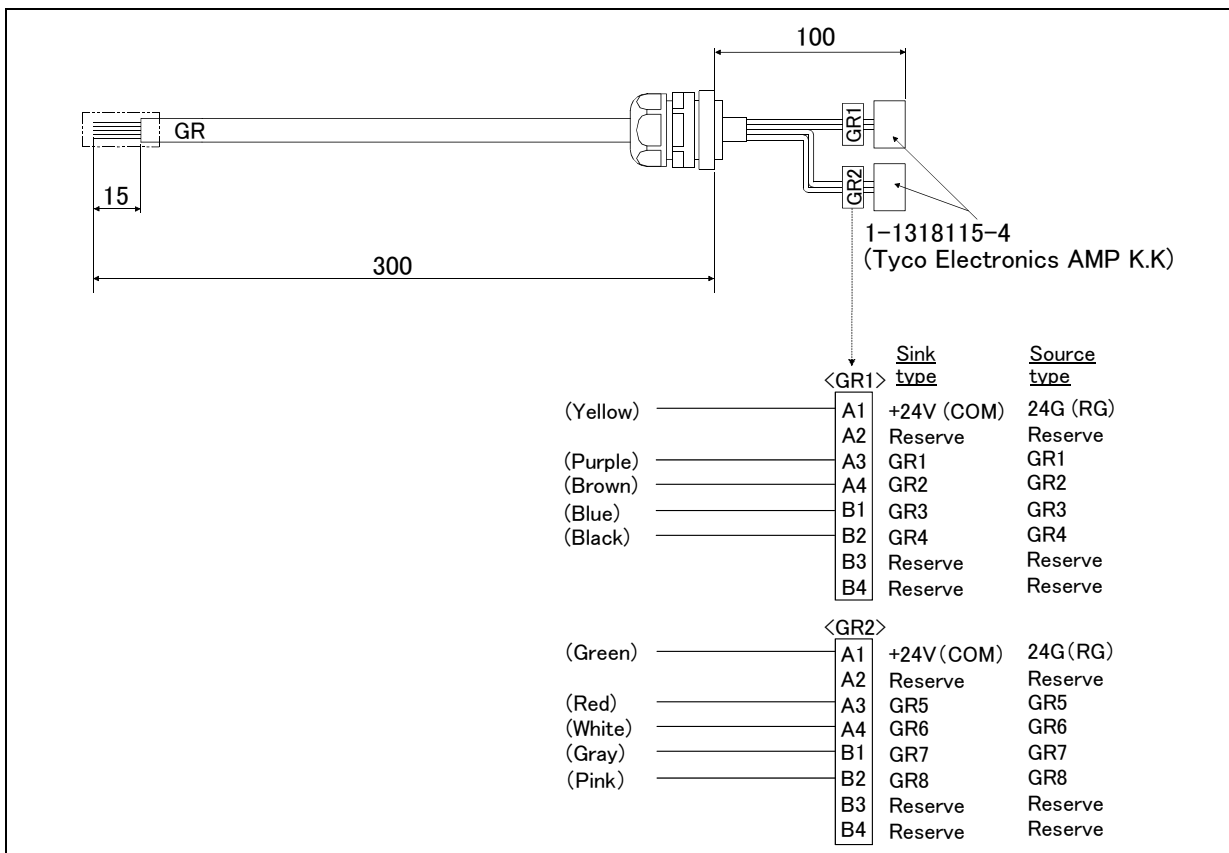 100
GR
GR1
GR2
15
1-1318115-4
(Tyco Electronics AMP K.K)
300
Sink type
Source type
<GR1>
(Yellow) A1 +24V (COM) 24G (RG)
A2 Reserve Reserve
(Purple) A3 GR1 GR1
(Brown) A4 GR2 GR2
(Blue) B1 GR3 GR3
(Black) B2 GR4 GR4
B3 Reserve Reserve
B4 Reserve Reserve
<GR2>
(Green) A1 +24V(COM) 24G(RG)
A2 Reserve Reserve
(Red) A3 GR5 GR5
(White) A4 GR6 GR6
(Gray) B1 GR7 GR7
(Pink) B2 GR8 GR8
B3 Reserve Reserve
B4 Reserve Reserve